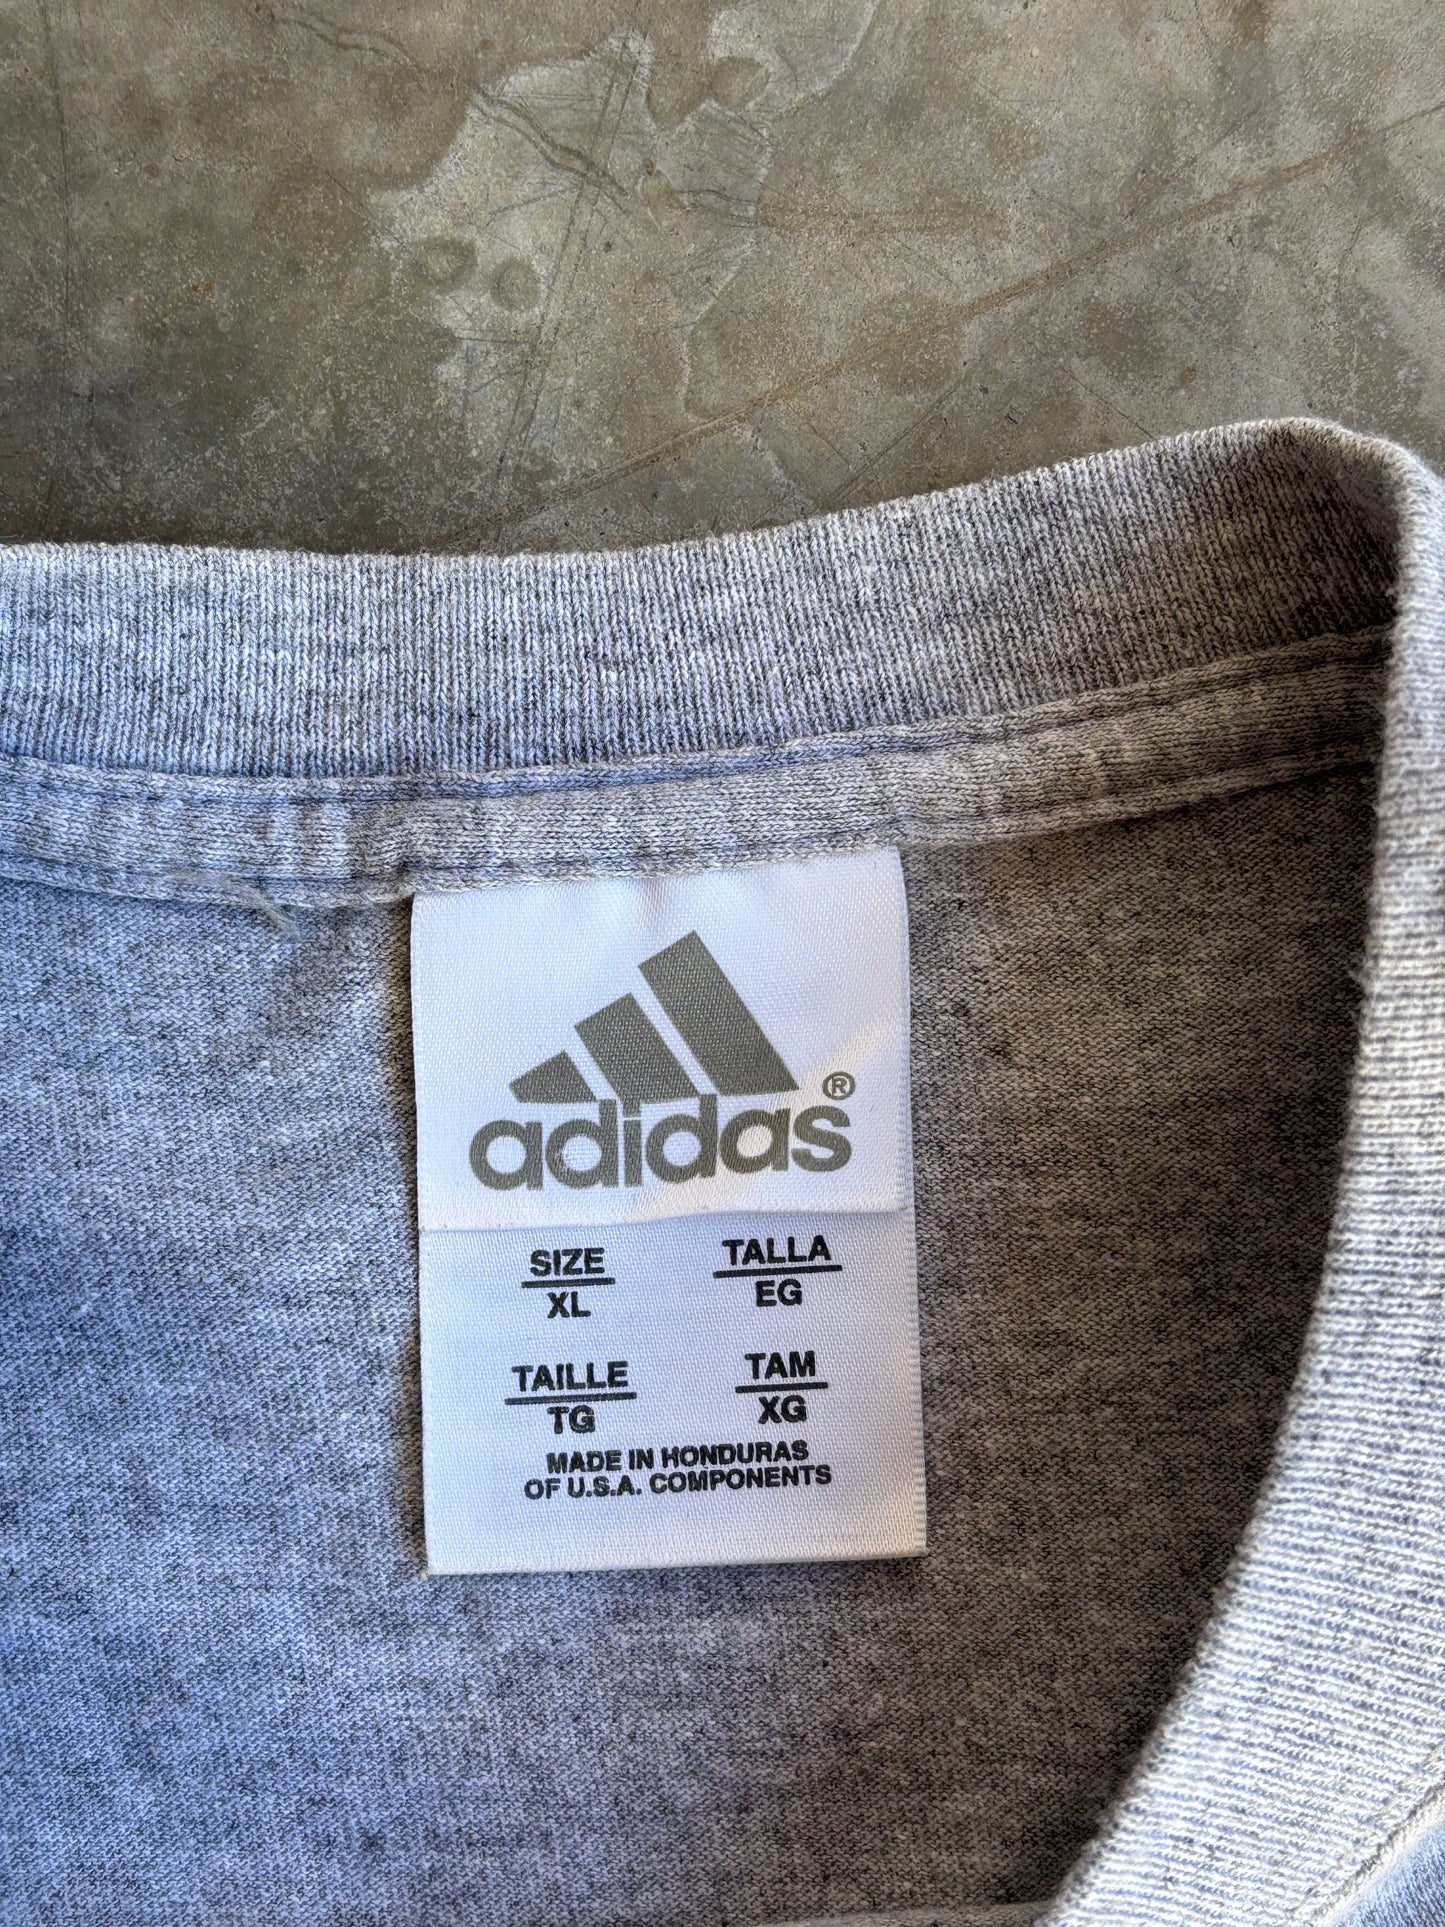 adidas®
SIZE TALLA
XL EG
TAILLE TAM
TG XG
MADE IN HONDURAS
OF U.S.A. COMPONENTS